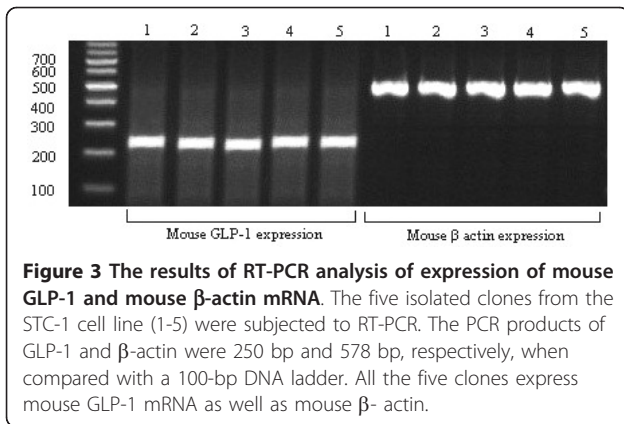 1 2 3 4 5 1 2 3 4 5
700
600
500
400
300
200
100
Mouse GLP-1 expression Mouse β actin expression
Figure 3 The results of RT-PCR analysis of expression of mouse
GLP-1 and mouse β-actin mRNA. The five isolated clones from the
STC-1 cell line (1-5) were subjected to RT-PCR. The PCR products of
GLP-1 and β-actin were 250 bp and 578 bp, respectively, when
compared with a 100-bp DNA ladder. All the five clones express
mouse GLP-1 mRNA as well as mouse β- actin.